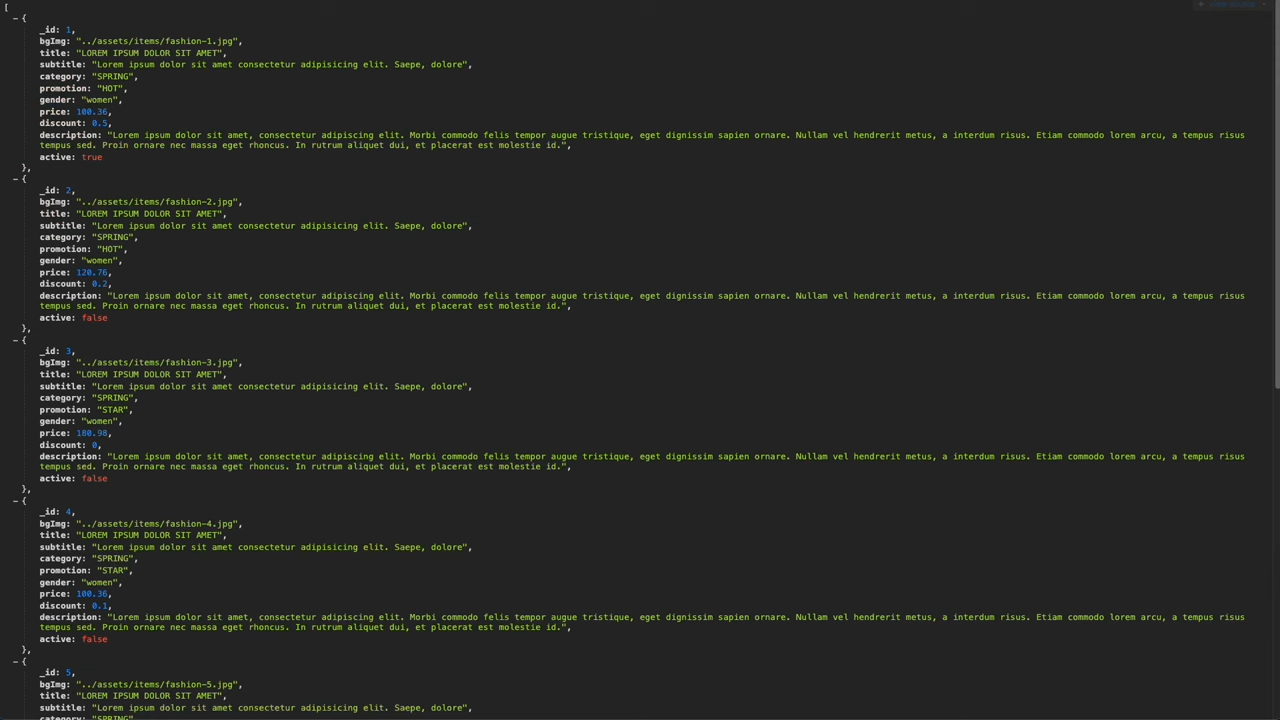 [
– {
_id: 1,
bgImg: "../assets/items/fashion-1.jpg",
title: "LOREM IPSUM DOLOR SIT AMET",
subtitle: "Lorem ipsum dolor sit amet consectetur adipisicing elit. Saepe, dolore",
category: "SPRING",
promotion: "HOT",
gender: "women",
price: 100.36,
discount: 0.5,
description: "Lorem ipsum dolor sit amet, consectetur adipiscing elit. Morbi commodo felis tempor augue tristique, eget dignissim sapien ornare. Nullam vel hendrerit metus, a interdum risus. Etiam commodo lorem arcu, a tempus risus
tempus sed. Proin ornare nec massa eget rhoncus. In rutrum aliquet dui, et placerat est molestie id.",
active: true
},
– {
_id: 2,
bgImg: "../assets/items/fashion-2.jpg",
title: "LOREM IPSUM DOLOR SIT AMET",
subtitle: "Lorem ipsum dolor sit amet consectetur adipisicing elit. Saepe, dolore",
category: "SPRING",
promotion: "HOT",
gender: "women",
price: 120.76,
discount: 0.2,
description: "Lorem ipsum dolor sit amet, consectetur adipiscing elit. Morbi commodo felis tempor augue tristique, eget dignissim sapien ornare. Nullam vel hendrerit metus, a interdum risus. Etiam commodo lorem arcu, a tempus risus
tempus sed. Proin ornare nec massa eget rhoncus. In rutrum aliquet dui, et placerat est molestie id.",
active: false
},
– {
_id: 3,
bgImg: "../assets/items/fashion-3.jpg",
title: "LOREM IPSUM DOLOR SIT AMET",
subtitle: "Lorem ipsum dolor sit amet consectetur adipisicing elit. Saepe, dolore",
category: "SPRING",
promotion: "STAR",
gender: "women",
price: 180.98,
discount: 0,
description: "Lorem ipsum dolor sit amet, consectetur adipiscing elit. Morbi commodo felis tempor augue tristique, eget dignissim sapien ornare. Nullam vel hendrerit metus, a interdum risus. Etiam commodo lorem arcu, a tempus risus
tempus sed. Proin ornare nec massa eget rhoncus. In rutrum aliquet dui, et placerat est molestie id.",
active: false
},
– {
_id: 4,
bgImg: "../assets/items/fashion-4.jpg",
title: "LOREM IPSUM DOLOR SIT AMET",
subtitle: "Lorem ipsum dolor sit amet consectetur adipisicing elit. Saepe, dolore",
category: "SPRING",
promotion: "STAR",
gender: "women",
price: 100.36,
discount: 0.1,
description: "Lorem ipsum dolor sit amet, consectetur adipiscing elit. Morbi commodo felis tempor augue tristique, eget dignissim sapien ornare. Nullam vel hendrerit metus, a interdum risus. Etiam commodo lorem arcu, a tempus risus
tempus sed. Proin ornare nec massa eget rhoncus. In rutrum aliquet dui, et placerat est molestie id.",
active: false
},
– {
_id: 5,
bgImg: "../assets/items/fashion-5.jpg",
title: "LOREM IPSUM DOLOR SIT AMET",
subtitle: "Lorem ipsum dolor sit amet consectetur adipisicing elit. Saepe, dolore",
category: "SPRING",